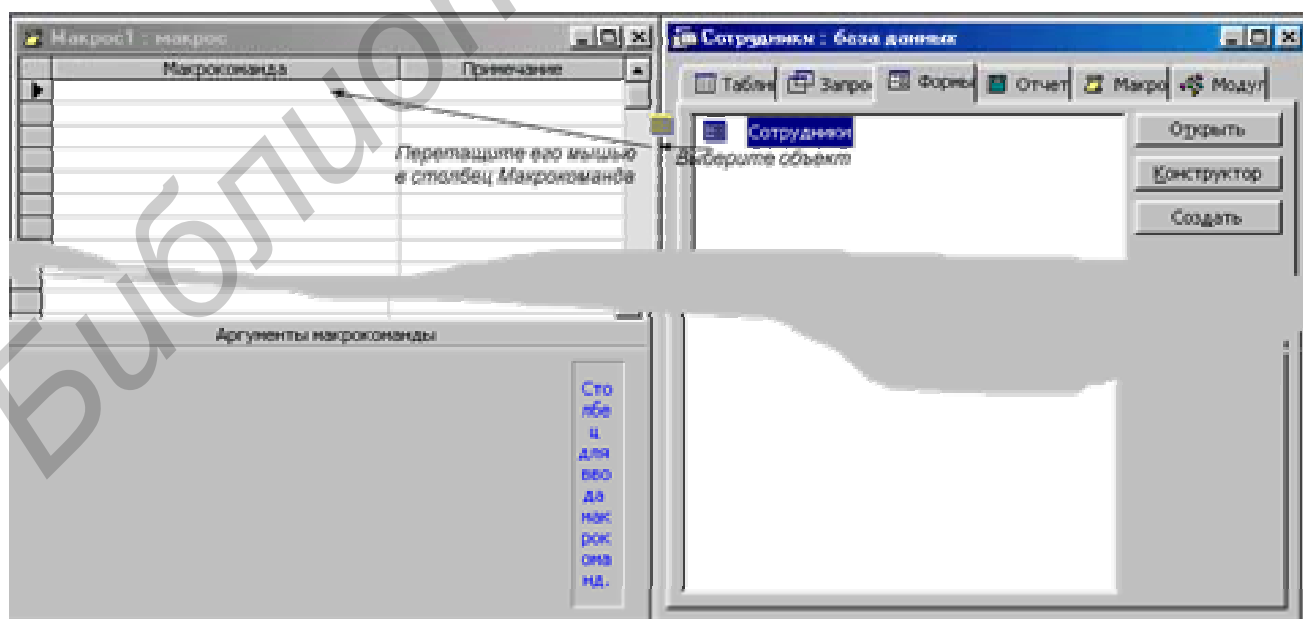 Макрос1 : макрос
Макрокоманда
Примечание
Перетащите его мышью
в столбец Макрокоманда
Аргументы макрокоманды
Сто
лбе
ц
для
вво
да
мак
рок
ома
нд.
Сотрудники : база данных
Таблиц
Запро
Формы
Отчет
Макро
Модул
Сотрудники
Выберите объект
Открыть
Конструктор
Создать
Библиот